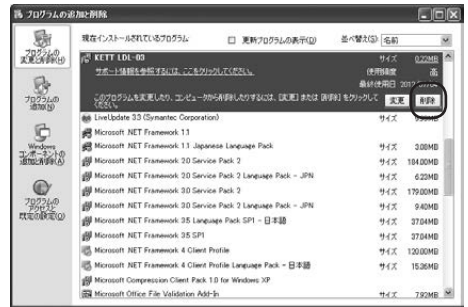 プログラムの追加と削除
現在インストールされているプログラム:
更新プログラムの表示(D)
並べ替え(S): 名前
プログラムの
変更と削除(H)
プログラムの
追加(N)
Windows
コンポーネントの
追加と削除(A)
プログラムの
アクセスと
既定の設定(O)
KETT LDL-03 サイズ 0.22MB
サポート情報を参照するには、ここをクリックしてください。 使用頻度 高
最終使用日
このプログラムを変更したり、コンピュータから削除したりするには、[変更] または [削除] をクリックして
ください。
変更 削除
LiveUpdate 3.3 (Symantec Corporation) サイズ
Microsoft .NET Framework 1.1
Microsoft .NET Framework 1.1 Japanese Language Pack サイズ 3.00MB
Microsoft .NET Framework 2.0 Service Pack 2 サイズ 184.00MB
Microsoft .NET Framework 2.0 Service Pack 2 Language Pack - JPN サイズ 6.23MB
Microsoft .NET Framework 3.0 Service Pack 2 サイズ 179.00MB
Microsoft .NET Framework 3.0 Service Pack 2 Language Pack - JPN サイズ 9.40MB
Microsoft .NET Framework 3.5 Language Pack SP1 - 日本語 サイズ 37.04MB
Microsoft .NET Framework 3.5 SP1 サイズ 37.04MB
Microsoft .NET Framework 4 Client Profile サイズ 120.00MB
Microsoft .NET Framework 4 Client Profile Language Pack - 日本語 サイズ 15.36MB
Microsoft Compression Client Pack 1.0 for Windows XP
Microsoft Office File Validation Add-In サイズ 7.92MB